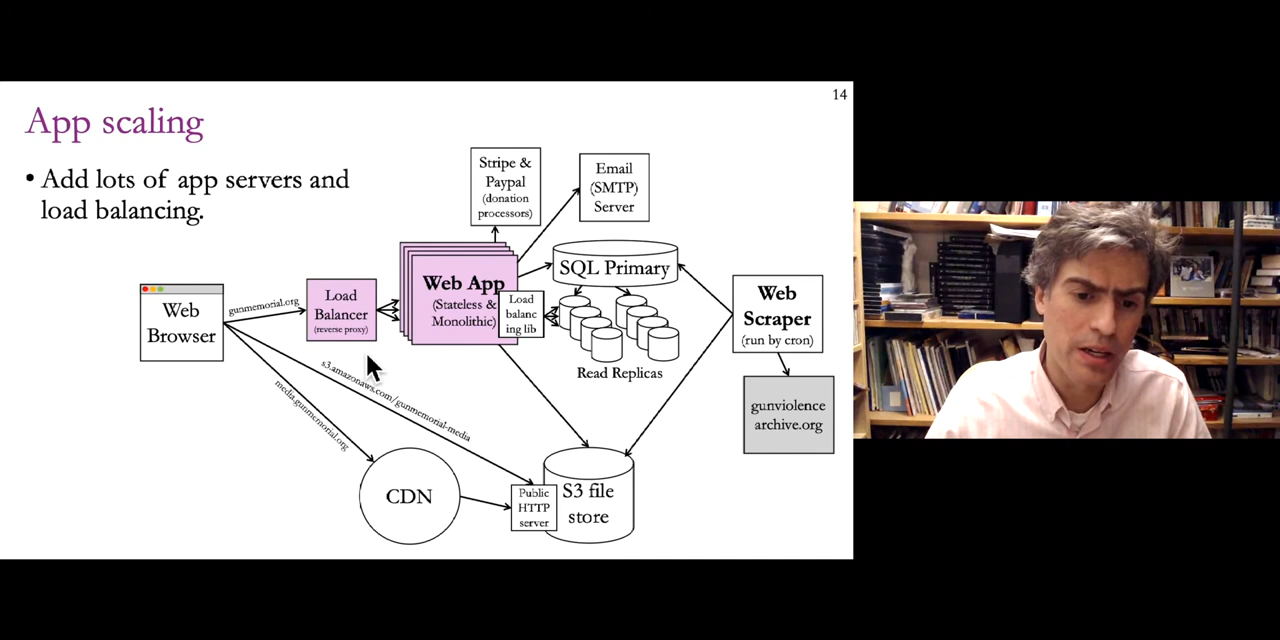 14
App scaling
• Add lots of app servers and
load balancing.
Stripe &
Paypal
(donation
processors)
Email
(SMTP)
Server
SQL Primary
Web App
(Stateless &
Monolithic)
Load
balanc
ing lib
Read Replicas
Web
Scraper
(run by cron)
gunviolence
archive.org
Load
Balancer
(reverse proxy)
Web
Browser
gunmemorial.org
s3.amazonaws.com/gunmemorial-media
media.gunmemorial.org
CDN
Public
HTTP
server
S3 file
store